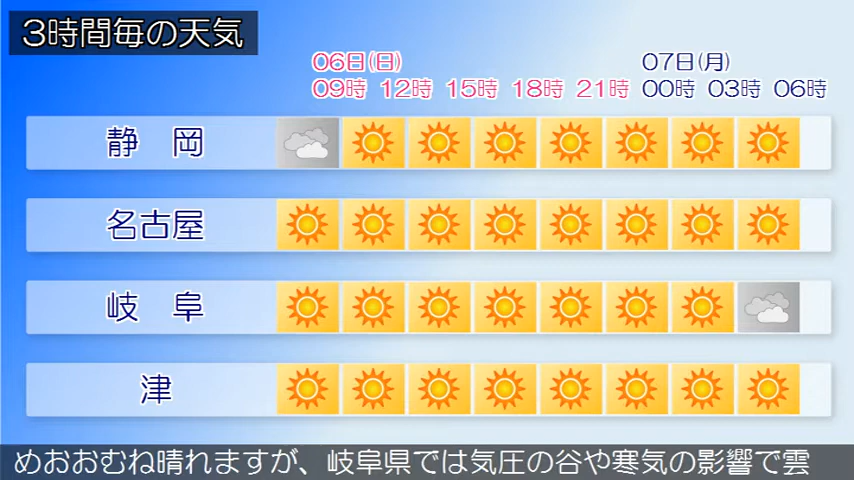 3時間毎の天気
06日(日) 07日(月)
09時 12時 15時 18時 21時 00時 03時 06時
静 岡
名古屋
岐 阜
津
めおおむね晴れますが、岐阜県では気圧の谷や寒気の影響で雲